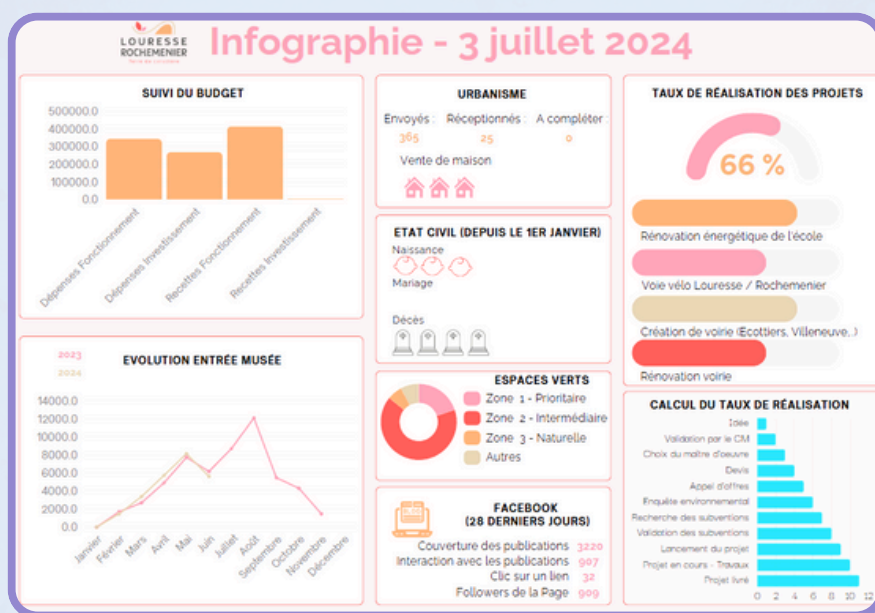 LOURESSE
ROCHEMENIER
Infographie - 3 juillet 2024
SUIVI DU BUDGET
500000.0
400000.0
300000.0
200000.0
100000.0
0.0
Dépenses Fonctionnement
Dépenses Investissement
Recettes Fonctionnement
Recettes Investissement
2023
2024
EVOLUTION ENTRÉE MUSÉE
14000.0
12000.0
10000.0
8000.0
6000.0
4000.0
2000.0
0.0
Janvier
Février
Mars
Avril
Mai
Juin
Juillet
Août
Septembre
Octobre
Novembre
Décembre
URBANISME
Envoyés : Réceptionnés : A compléter :
365 25 0
Vente de maison
ETAT CIVIL (DEPUIS LE 1ER JANVIER)
Naissance
Mariage
Décès
ESPACES VERTS
Zone 1 - Prioritaire
Zone 2 - Intermédiaire
Zone 3 - Naturelle
Autres
FACEBOOK
(28 DERNIERS JOURS)
Couverture des publications 3220
Interaction avec les publications 907
Clic sur un lien 32
Followers de la Page 909
TAUX DE RÉALISATION DES PROJETS
66 %
Rénovation énergétique de l'école
Voie vélo Louresse / Rochemenier
Création de voirie (Ecottiers, Villeneuve,..)
Rénovation voirie
CALCUL DU TAUX DE RÉALISATION
Idée
Validation par le CM
Choix du maître d'oeuvre
Devis
Appel d'offres
Enquête environnemental
Recherche des subventions
Validation des subventions
Lancement du projet
Projet en cours - Travaux
Projet livré
0 2 4 6 8 10 12